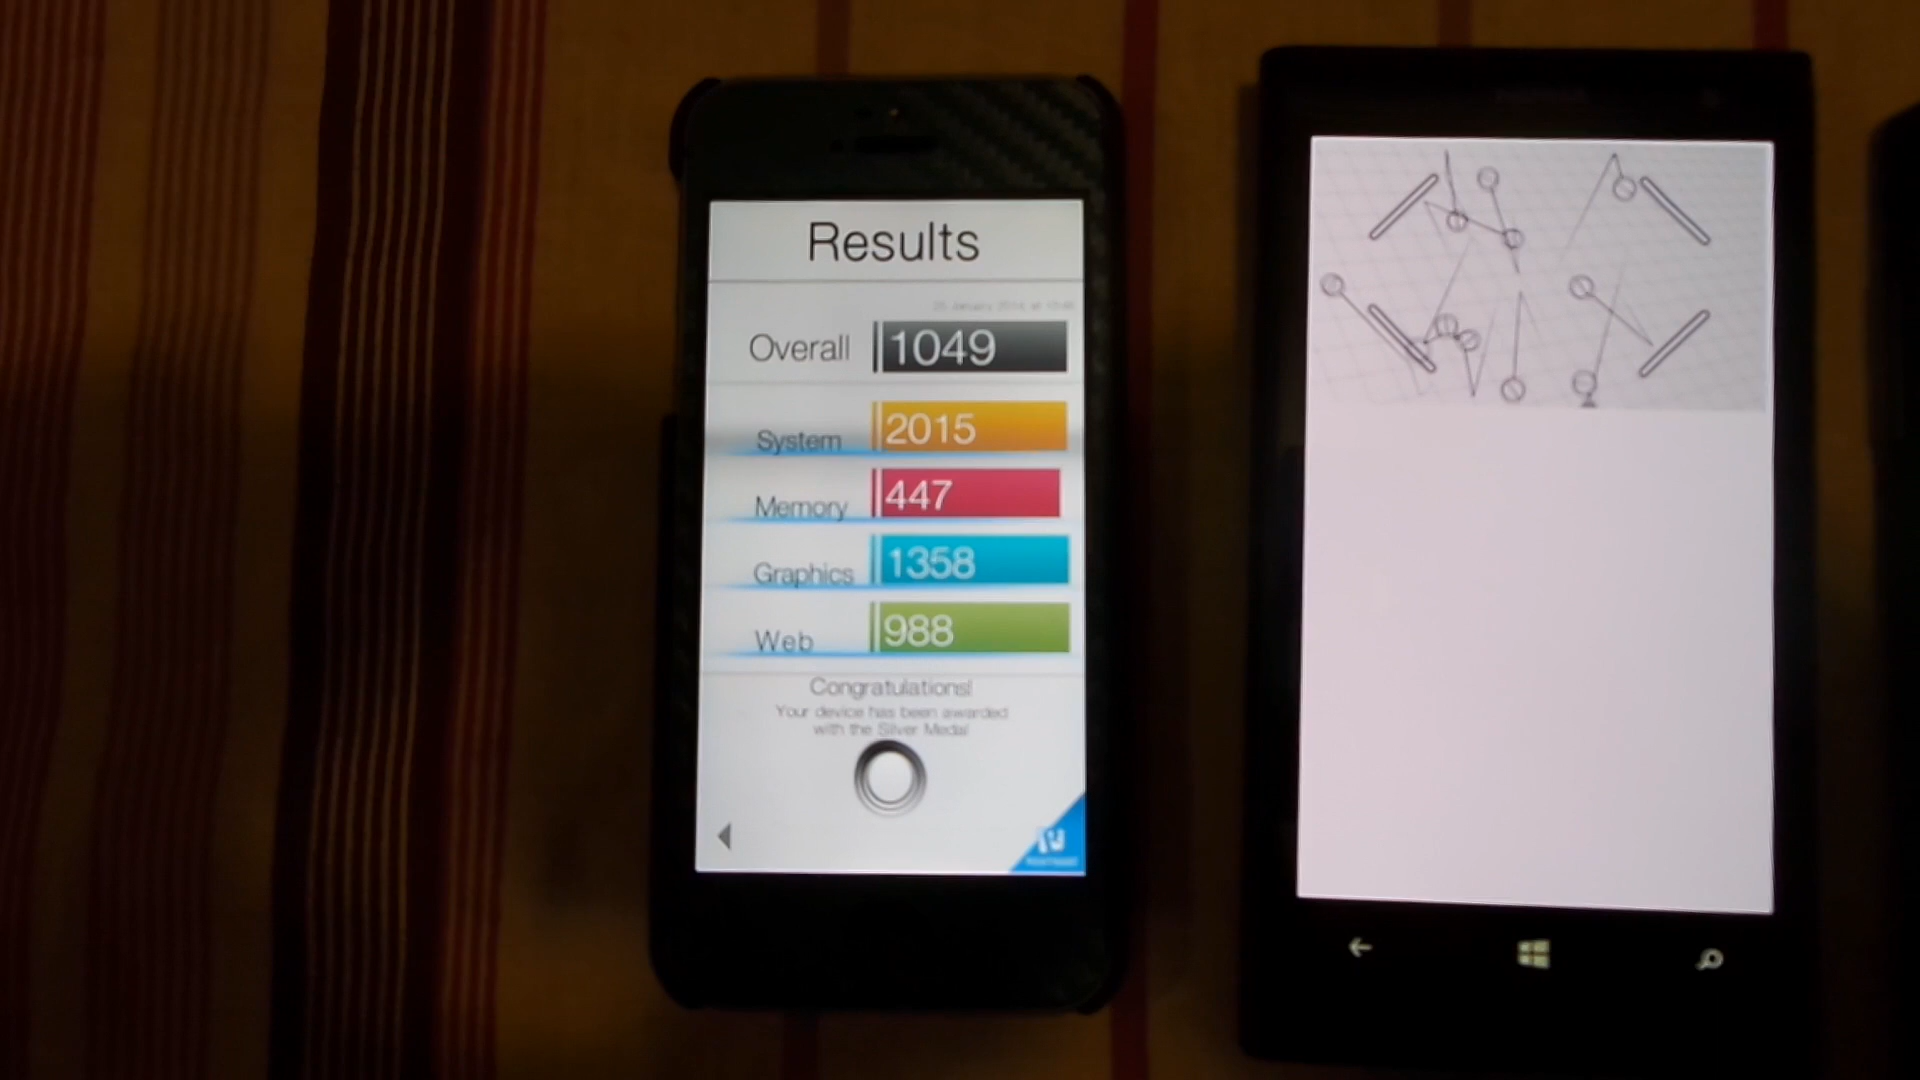 Results
Overall 1049
System 2015
Memory 447
Graphics 1358
Web 988
Congratulations!
Your device has been awarded
with the Silver Medal